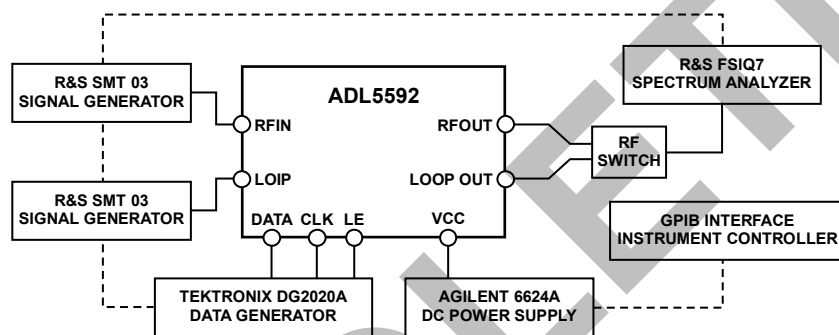 R&S SMT 03
SIGNAL GENERATOR
R&S FSIQ7
SPECTRUM ANALYZER
ADL5592
RFIN
RFOUT
RF
SWITCH
LOIP
LOOP OUT
R&S SMT 03
SIGNAL GENERATOR
DATA CLK LE VCC
GPIB INTERFACE
INSTRUMENT CONTROLLER
TEKTRONIX DG2020A
DATA GENERATOR
AGILENT 6624A
DC POWER SUPPLY